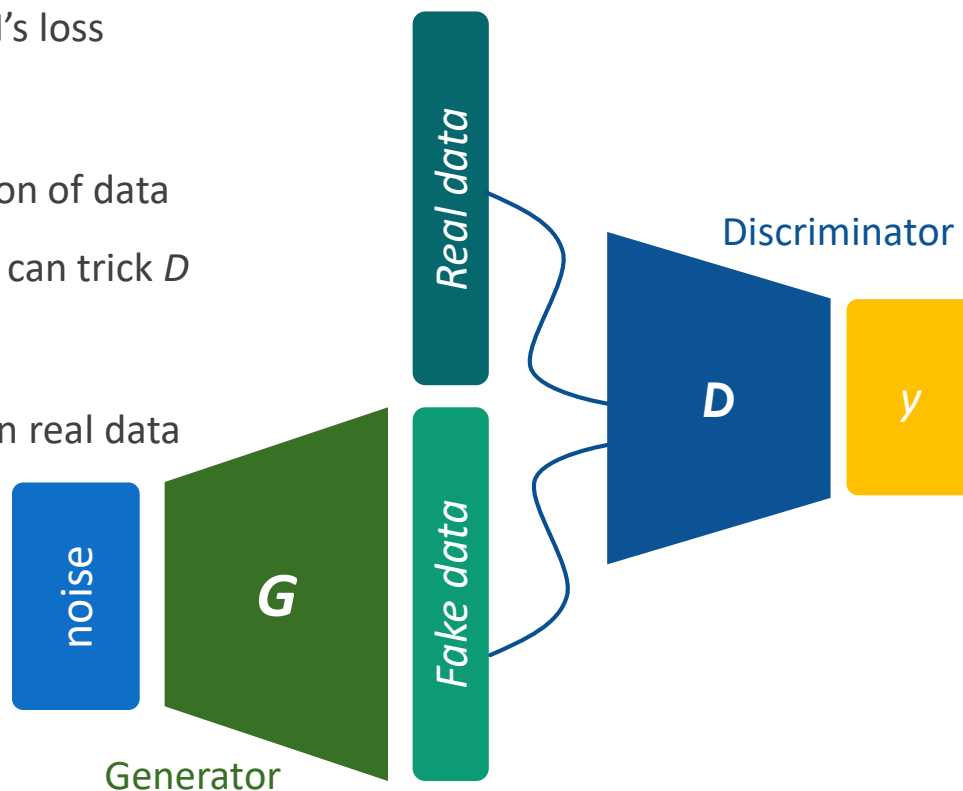 's loss
on of data
can trick D
n real data
Real data
Discriminator
D
y
noise
G
Fake data
Generator